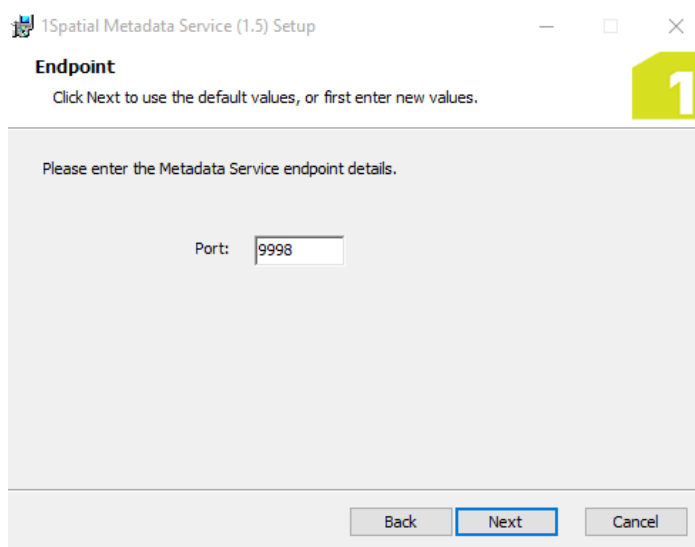 1Spatial Metadata Service (1.5) Setup
Endpoint
Click Next to use the default values, or first enter new values.
1
Please enter the Metadata Service endpoint details.
Port: 9998
Back Next Cancel